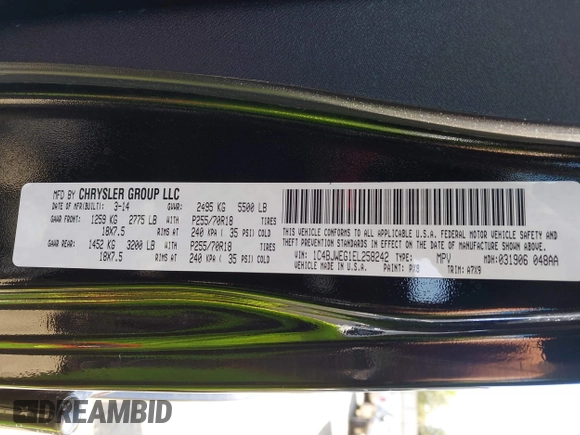 MFD BY CHRYSLER GROUP LLC
DATE OF MFR(BUILT): 3-14 GVWR: 2495 KG 5500 LB
GAWR FRONT: 1259 KG 2775 LB WITH P255/70R18
18X7.5 RIMS AT 240 KPA ( 35 PSI) COLD
GAWR REAR: 1452 KG 3200 LB WITH P255/70R18
18X7.5 RIMS AT 240 KPA ( 35 PSI) COLD
THIS VEHICLE CONFORMS TO ALL APPLICABLE U.S.A. FEDERAL MOTOR VEHICLE SAFETY AND
THEFT PREVENTION STANDARDS IN EFFECT ON THE DATE OF MANUFACTURE SHOWN ABOVE.
VIN: 1C4BJWEG1EL258242 TYPE: MPV MDH:031906 048AA
VEHICLE MADE IN U.S.A. PAINT: PX8 TRIM: A7X9
DREAMBID